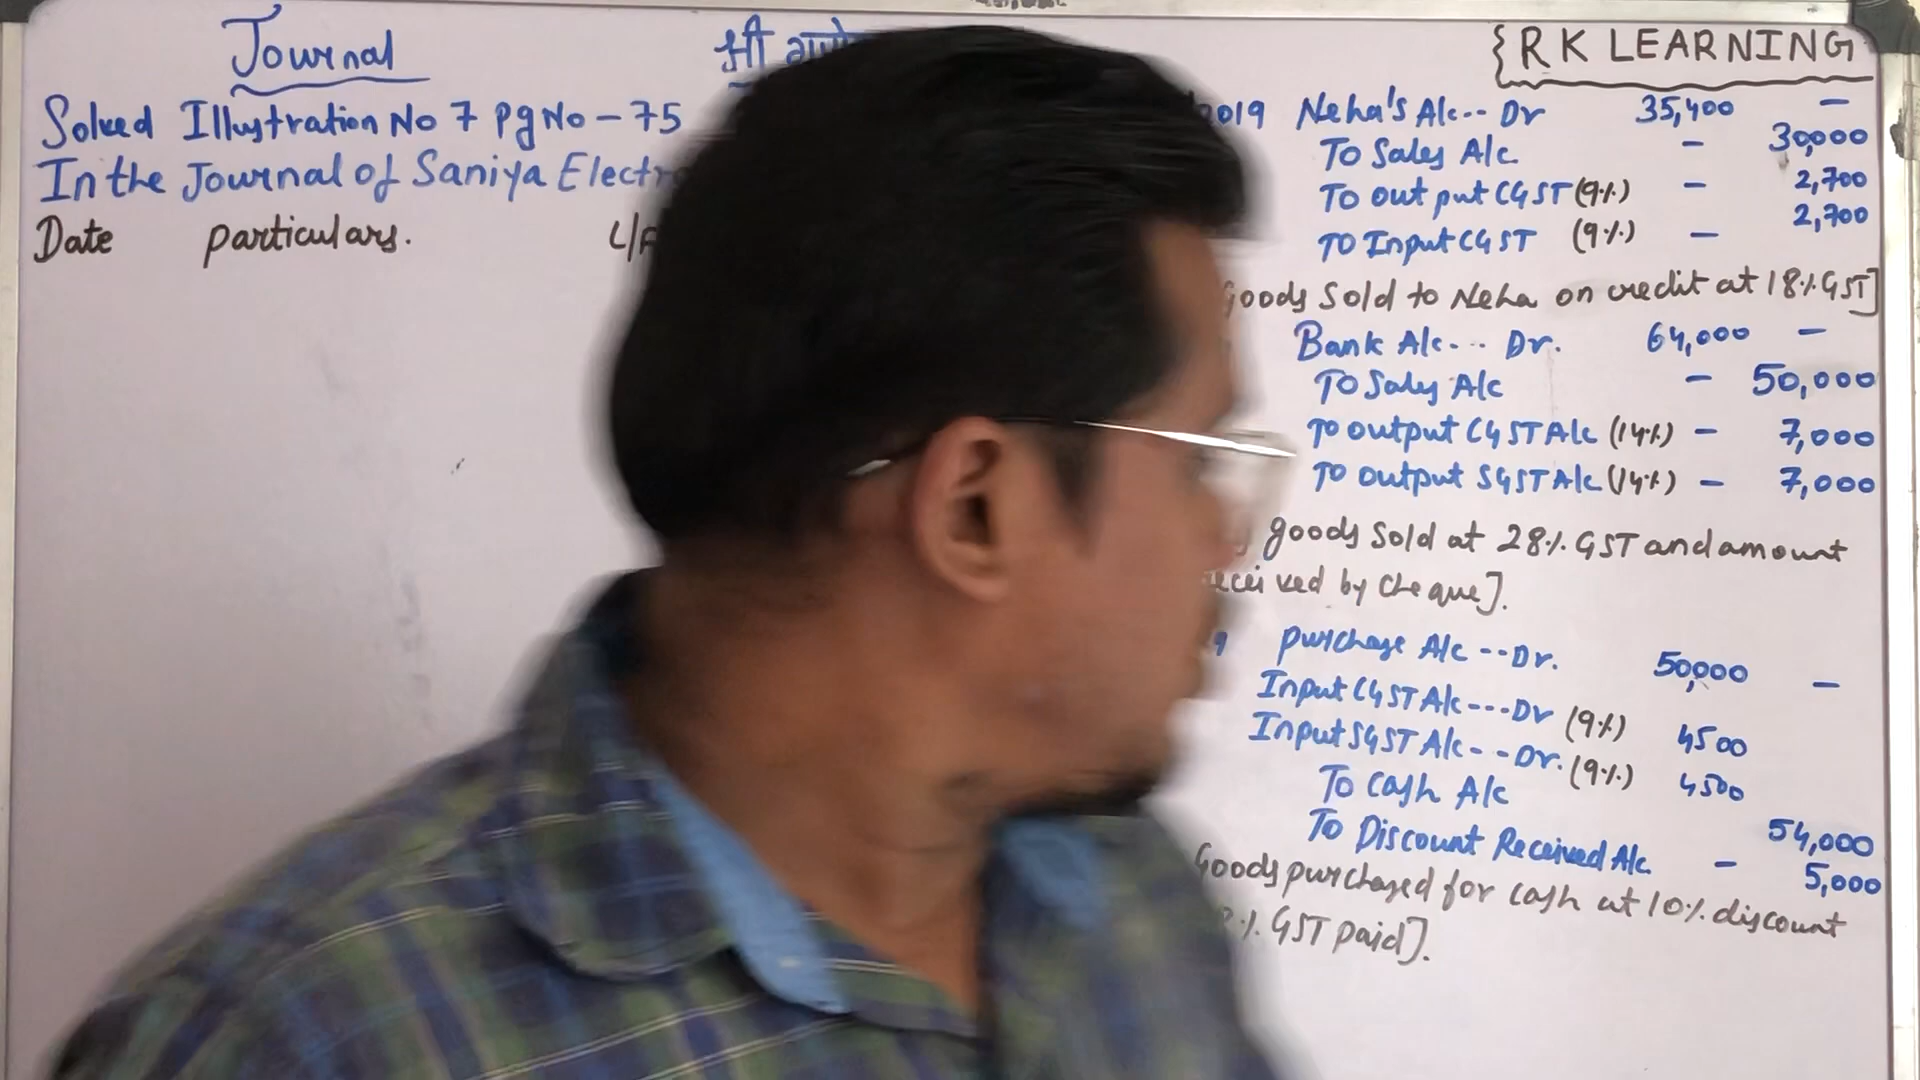 Journal
श्री
{RK LEARNING
Solved Illustration No 7 pg No - 75
In the Journal of Saniya
Date particulars.
2019 Neha's A/c-- Dr 35,400 -
To Sales A/c - 30,000
To output CGST (9%) - 2,700
To Input CGST (9%) - 2,700
Goods Sold to Neha on credit at 18% GST]
Bank A/c--- Dr. 64,000 -
To Sales A/c - 50,000
To output CGST A/c (14%) - 7,000
To output SGST A/c (14%) - 7,000
goods Sold at 28% GST and amount
received by Cheque].
purchase A/c --Dr. 50,000 -
Input CGST A/c ---Dr (9%) 4500
Input SGST A/c --Dr. (9%) 4500
To Cash A/c 54,000
To Discount Received A/c - 5,000
Goods purchased for cash at 10% discount
% GST paid].